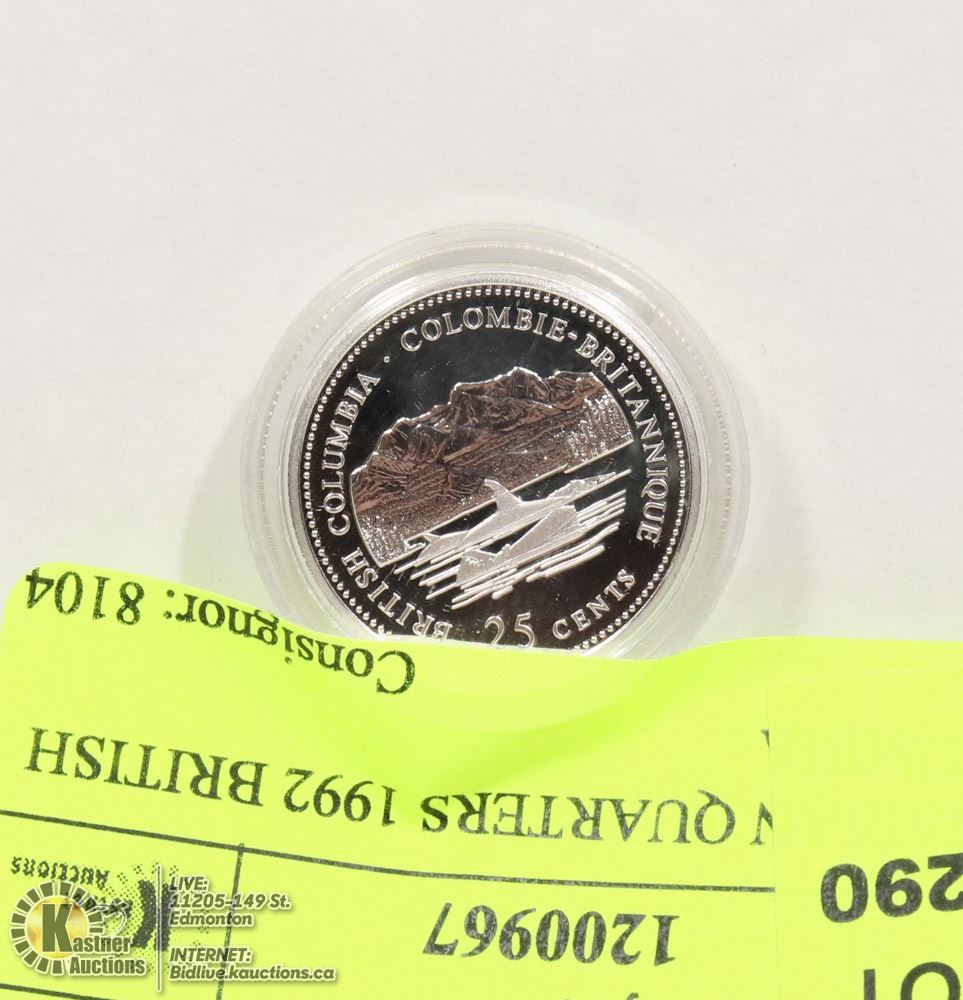 BRITISH COLUMBIA · COLOMBIE-BRITANNIQUE
25 CENTS
Consignor: 8104
QUARTERS 1992 BRITISH
1200967
290
AUCTIONS
Kastner
Auctions
LIVE:
11205-149 St.
Edmonton
INTERNET:
Bidlive.kauctions.ca